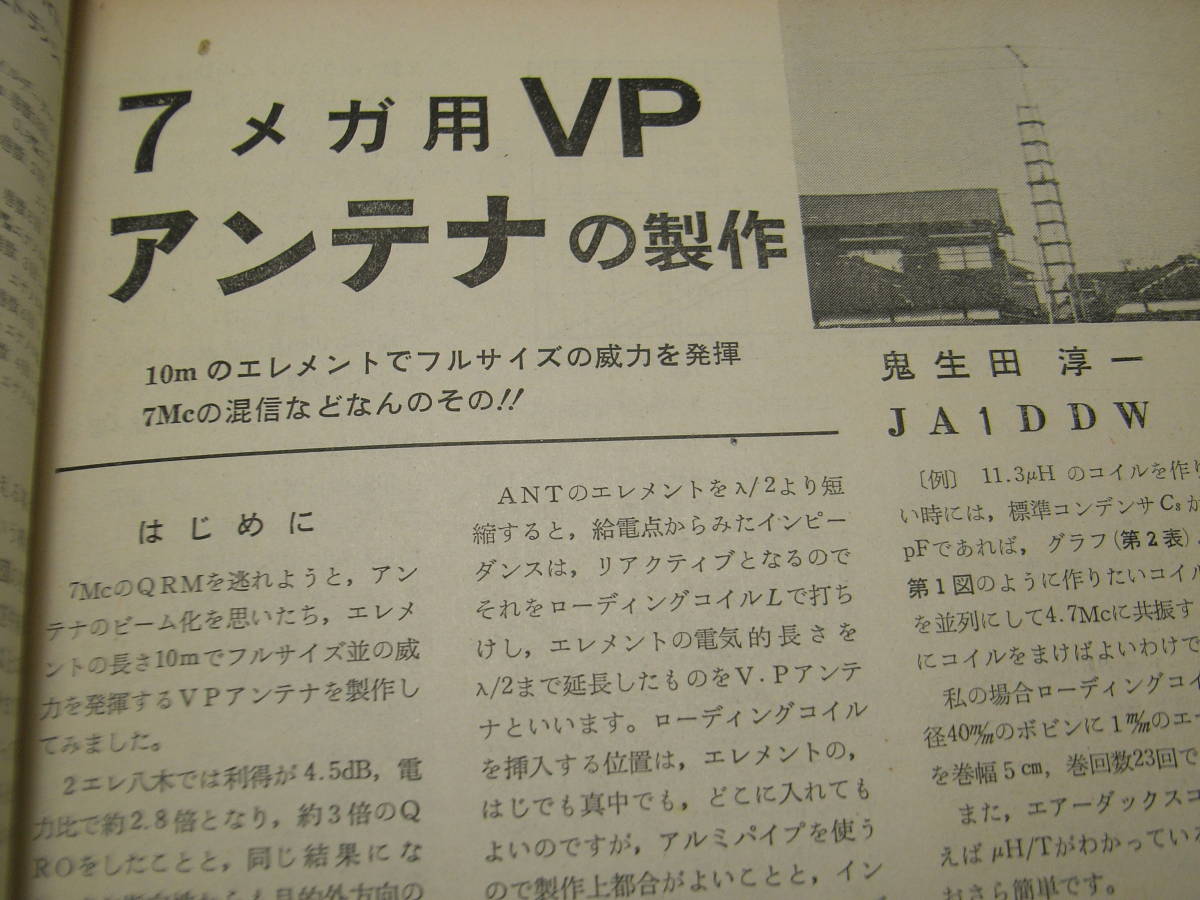 7メガ用VP
アンテナの製作
10mのエレメントでフルサイズの威力を発揮
7Mcの混信などなんのその!!
鬼生田 淳一
JA1DDW
はじめに
7McのQRMを逃れようと，アン
テナのビーム化を思いたち，エレメ
ントの長さ10mでフルサイズ並の威
力を発揮するVPアンテナを製作し
てみました。
2エレ八木では利得が4.5dB，電
力比で約2.8倍となり，約3倍のQ
ROをしたことと，同じ結果にな
目的外方向の
ANTのエレメントをλ/2より短
縮すると，給電点からみたインピー
ダンスは，リアクティブとなるので
それをローディングコイルLで打ち
けし，エレメントの電気的長さを
λ/2まで延長したものをV.Pアンテ
ナといいます。ローディングコイル
を挿入する位置は，エレメントの，
はじでも真中でも，どこに入れても
よいのですが，アルミパイプを使う
ので製作上都合がよいことと，イン
〔例〕 11.3μHのコイルを作り
い時には，標準コンデンサCsが
pFであれば，グラフ(第2表)
第1図のように作りたいコイル
を並列にして4.7Mcに共振す
にコイルをまけばよいわけで
私の場合ローディングコイ
径40m/mのボビンに1m/mのエ
を巻幅5cm，巻回数23回で
また，エアーダックスコ
えばμH/Tがわかってい
おさら簡単です。